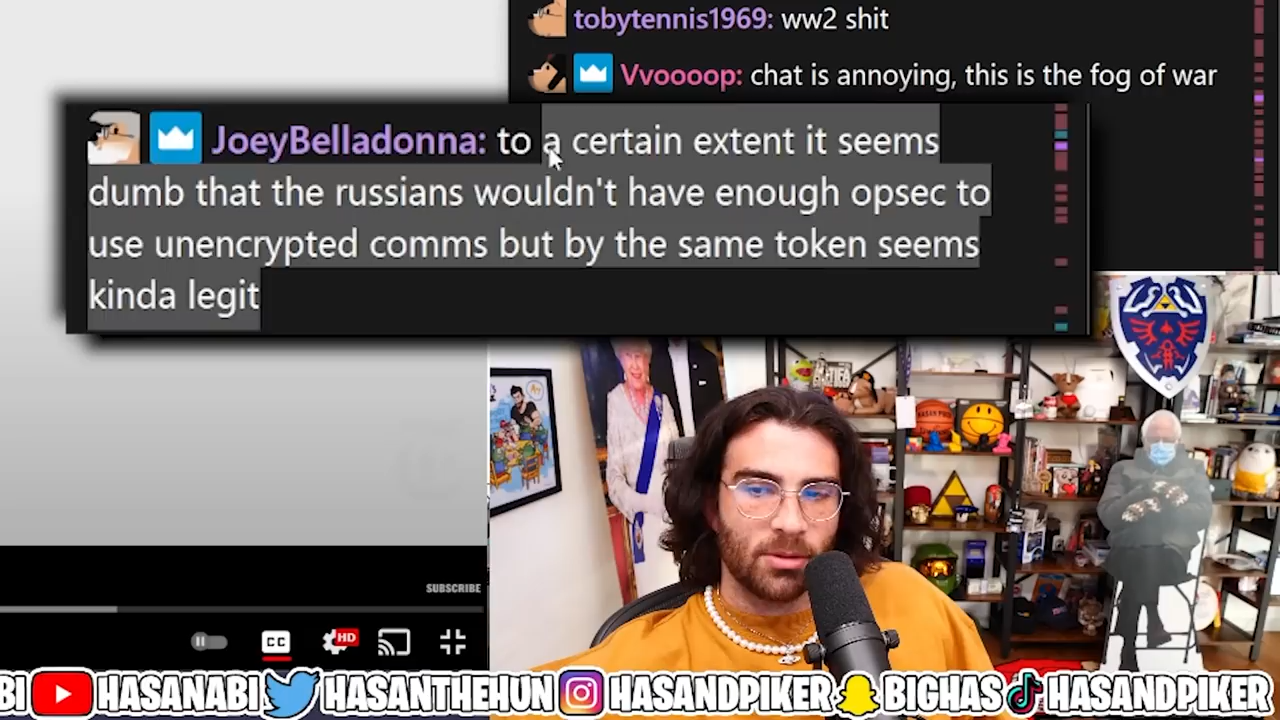 tobytennis1969: ww2 shit
Vvoooop: chat is annoying, this is the fog of war
JoeyBelladonna: to a certain extent it seems
dumb that the russians wouldn't have enough opsec to
use unencrypted comms but by the same token seems
kinda legit
SUBSCRIBE
CC HD
BI HASANABI HASANTHEHUN HASANDPIKER BIGHAS HASANDPIKER